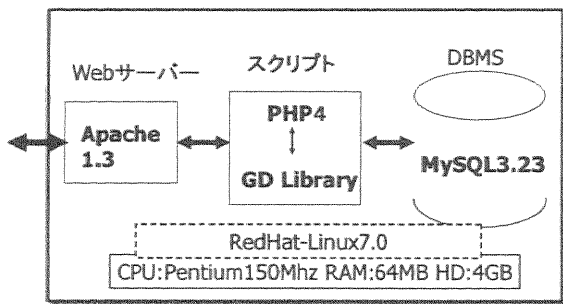 Webサーバー
スクリプト
DBMS
Apache
1.3
PHP4
GD Library
MySQL3.23
RedHat-Linux7.0
CPU:Pentium150Mhz RAM:64MB HD:4GB